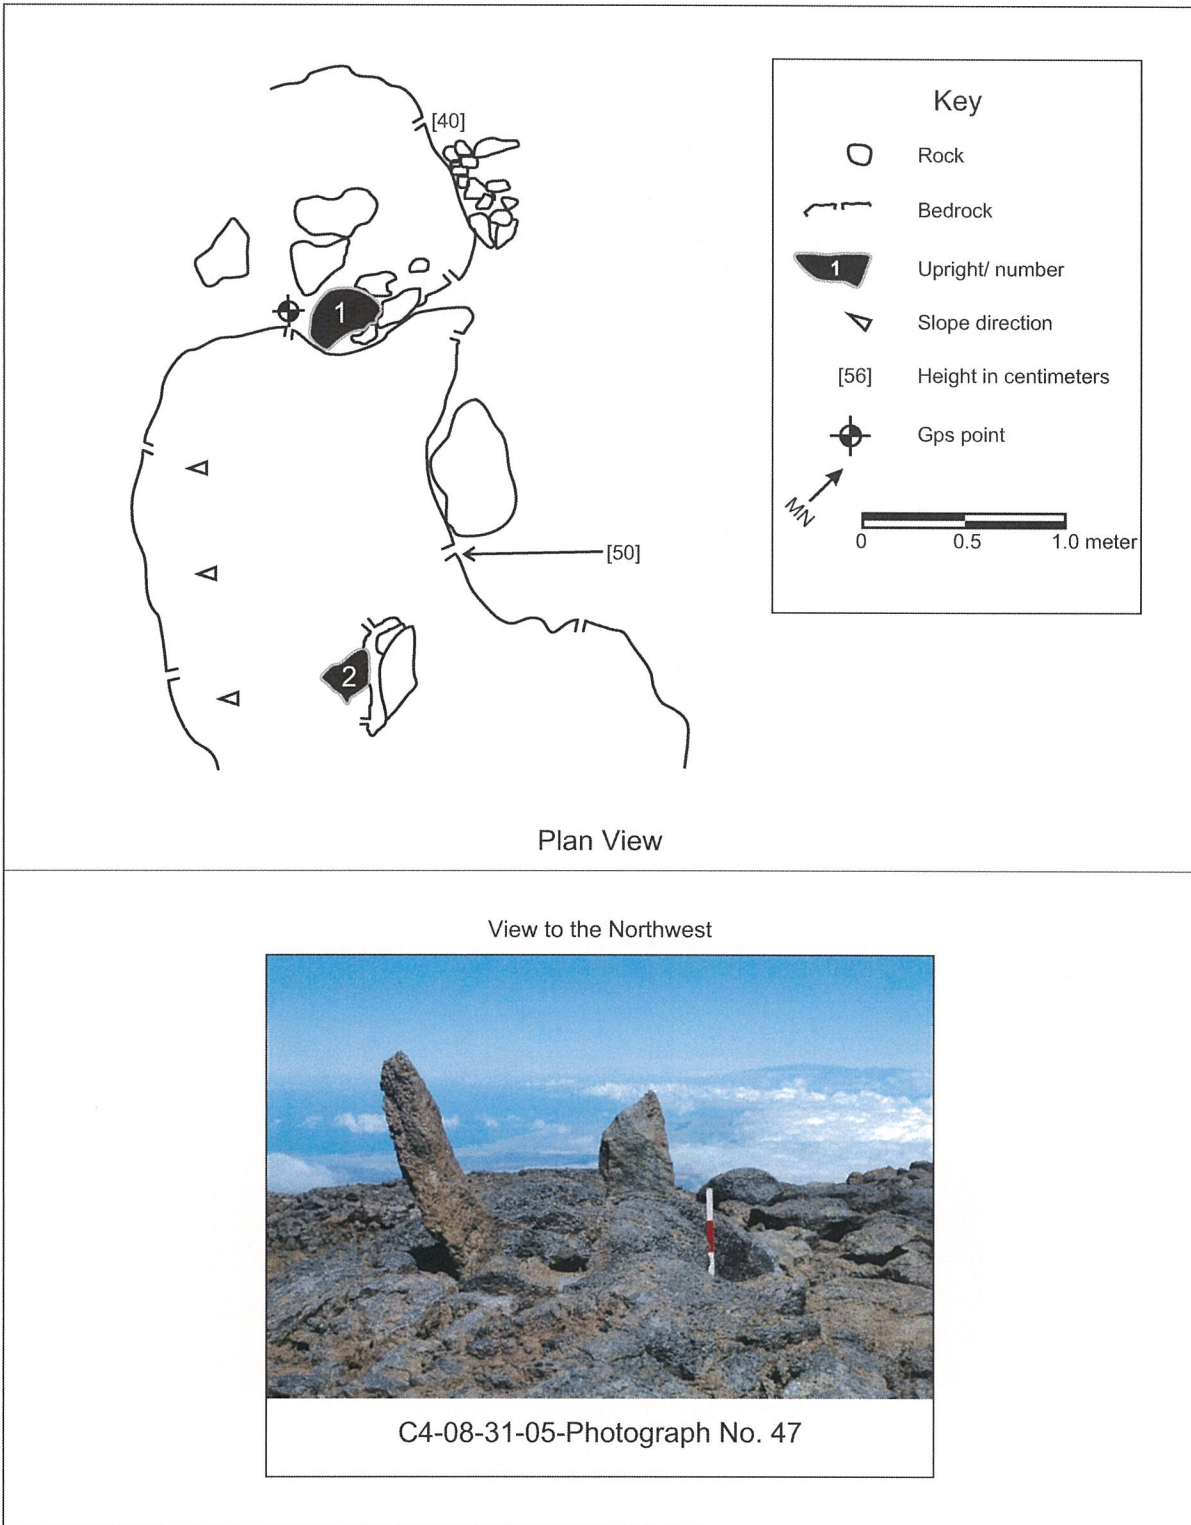 [40]
1
[50]
2
Plan View
Key
Rock
Bedrock
1 Upright/ number
Slope direction
[56] Height in centimeters
Gps point
MN
0 0.5 1.0 meter
View to the Northwest
C4-08-31-05-Photograph No. 47